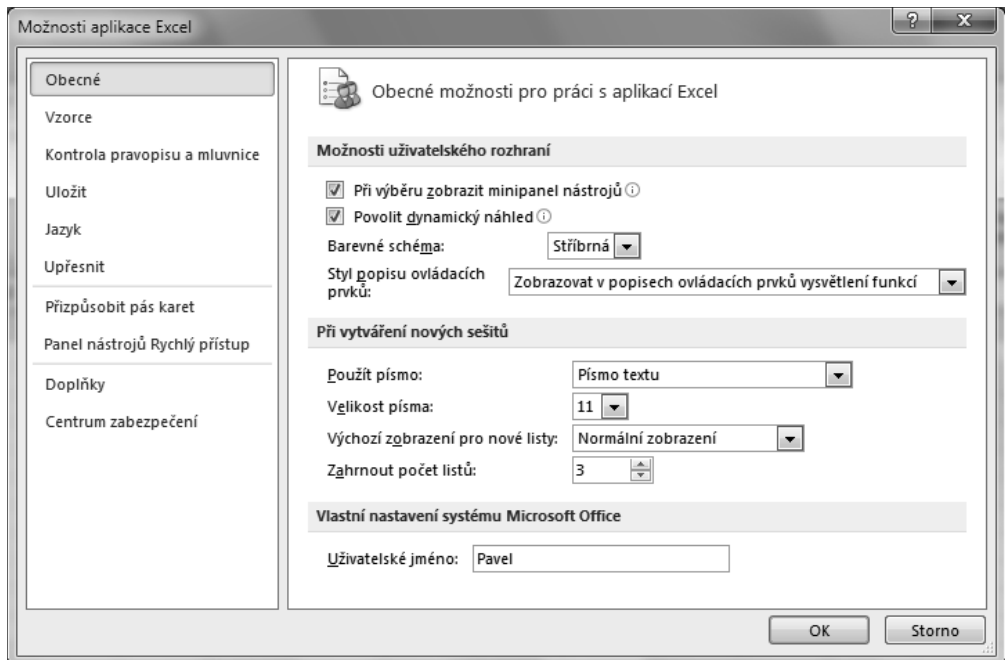 Možnosti aplikace Excel
Obecné
Vzorce
Kontrola pravopisu a mluvnice
Uložit
Jazyk
Upřesnit
Přizpůsobit pás karet
Panel nástrojů Rychlý přístup
Doplňky
Centrum zabezpečení
Obecné možnosti pro práci s aplikací Excel
Možnosti uživatelského rozhraní
Při výběru zobrazit minipanel nástrojů
Povolit dynamický náhled
Barevné schéma: Stříbrná
Styl popisu ovládacích
prvků: Zobrazovat v popisech ovládacích prvků vysvětlení funkcí
Při vytváření nových sešitů
Použít písmo: Písmo textu
Velikost písma: 11
Výchozí zobrazení pro nové listy: Normální zobrazení
Zahrnout počet listů: 3
Vlastní nastavení systému Microsoft Office
Uživatelské jméno: Pavel
OK Storno